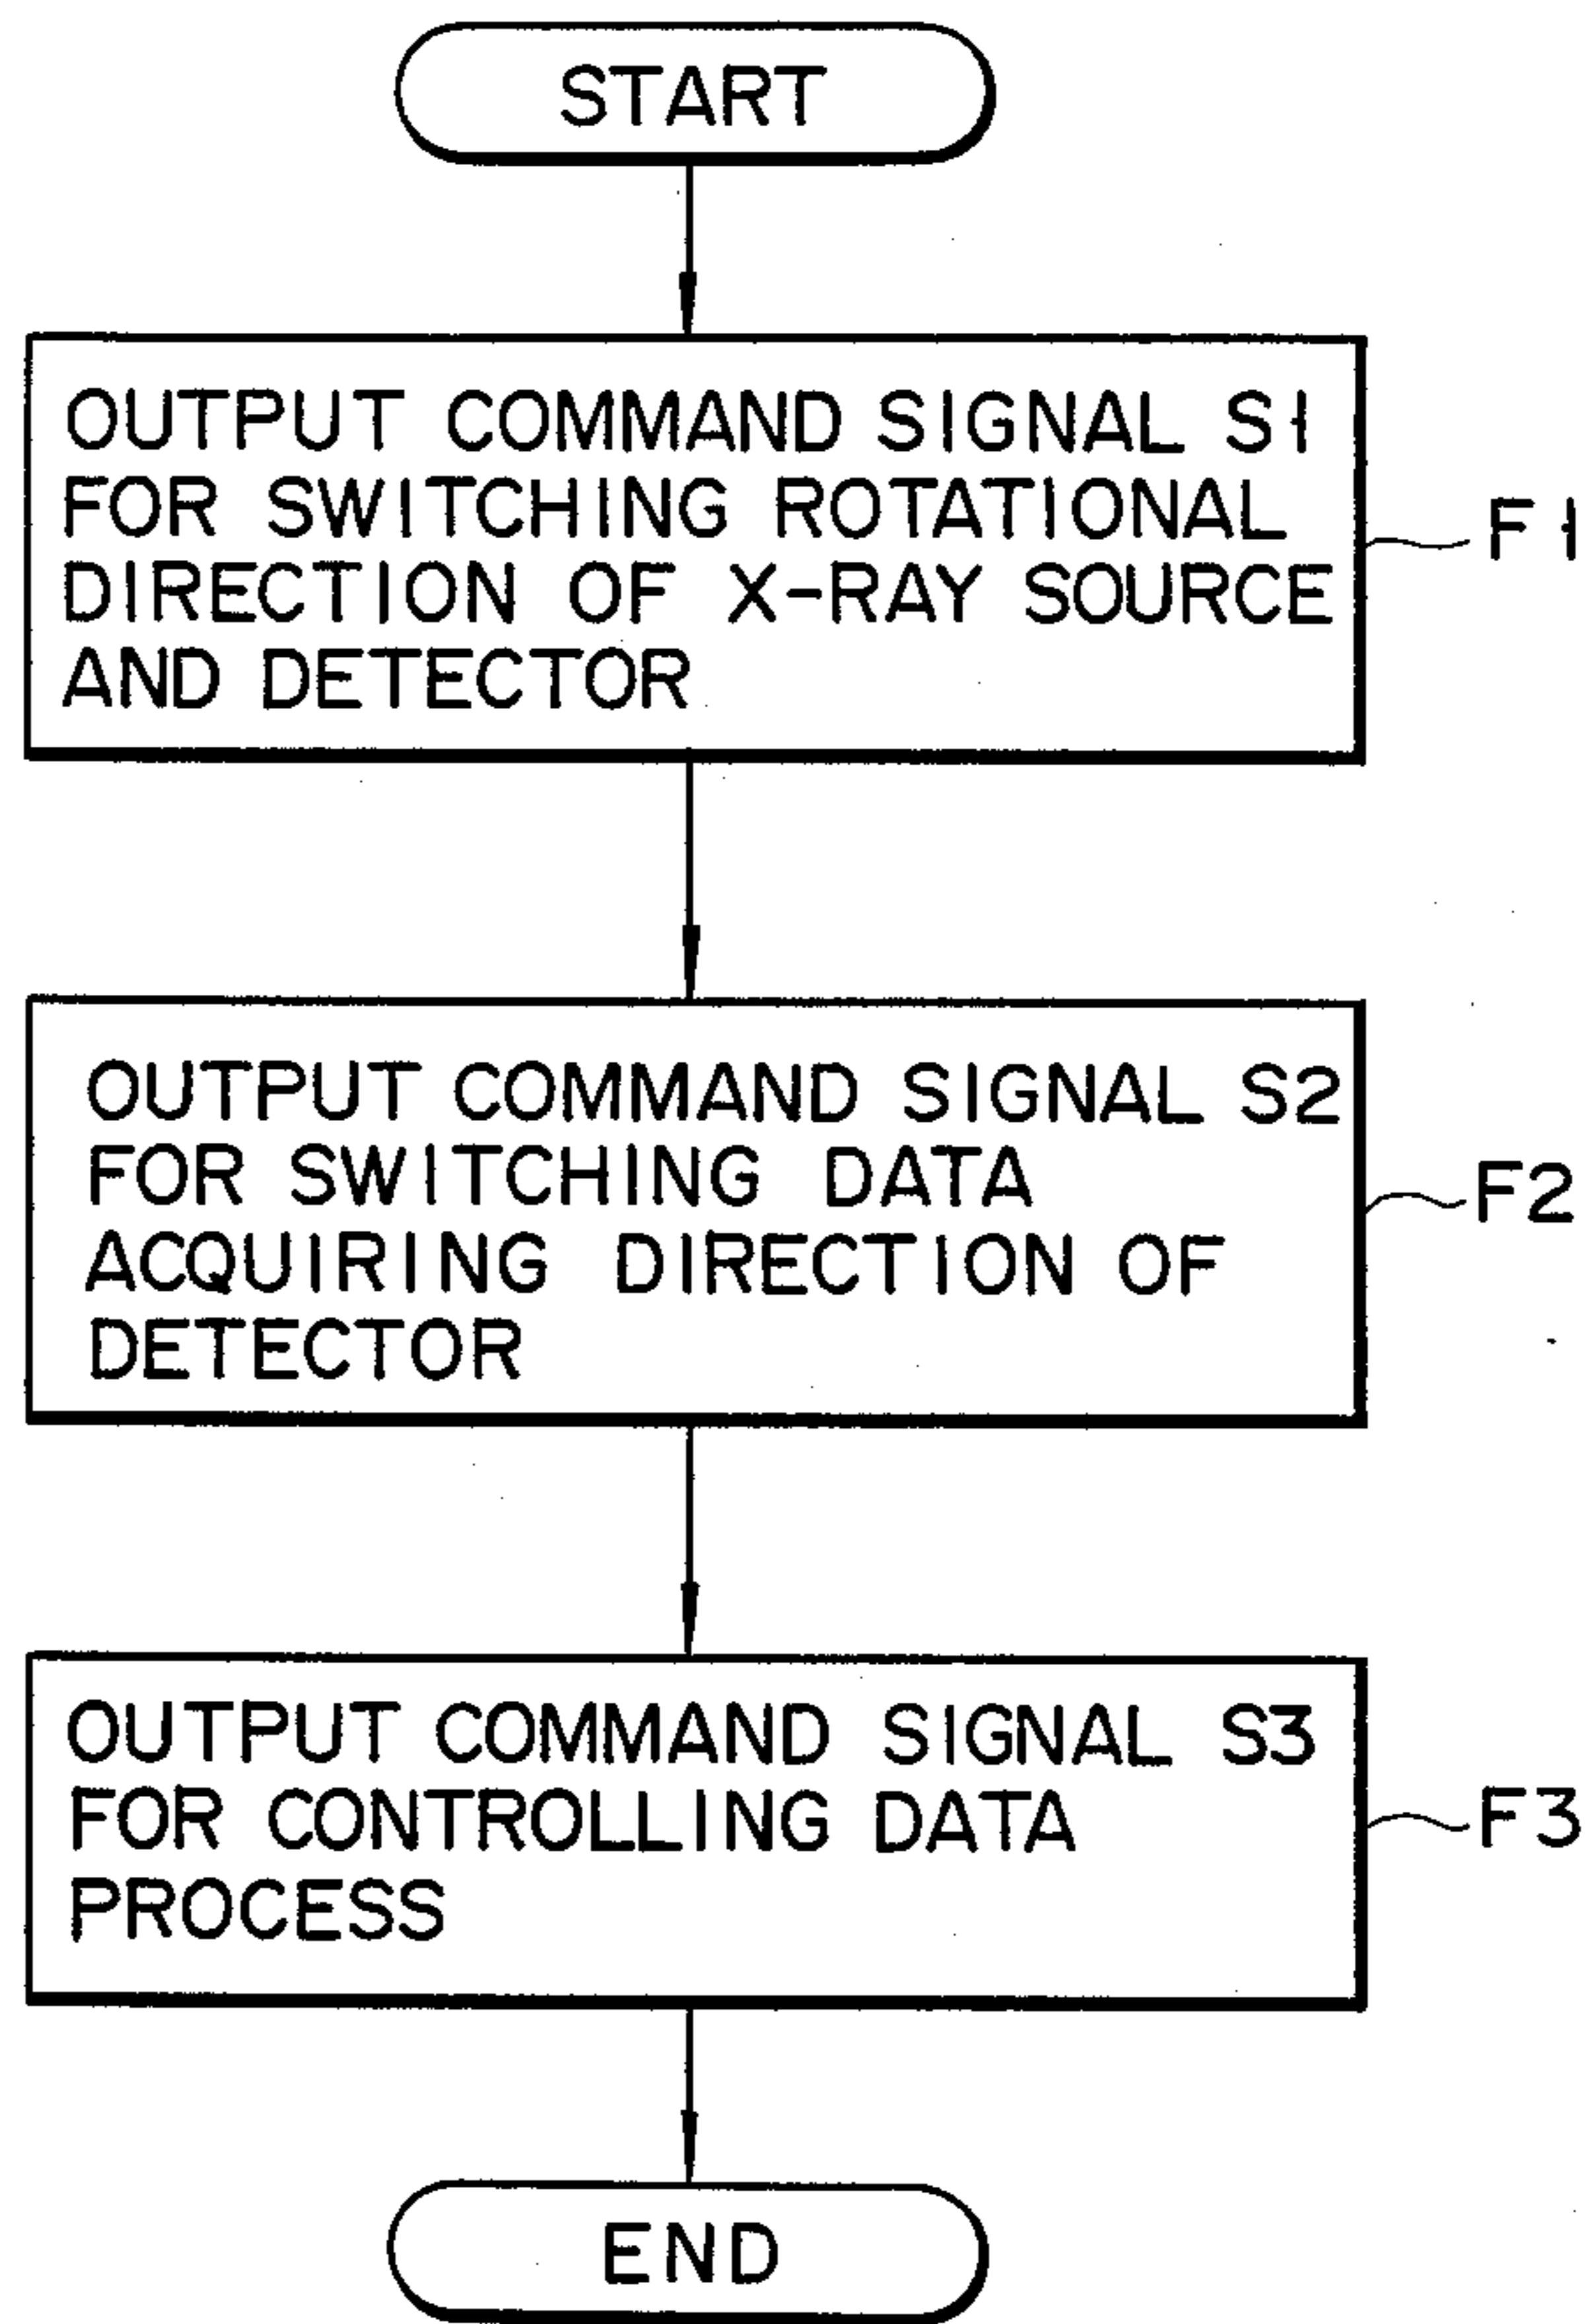 START
OUTPUT COMMAND SIGNAL S1
FOR SWITCHING ROTATIONAL
DIRECTION OF X-RAY SOURCE
AND DETECTOR
F1
OUTPUT COMMAND SIGNAL S2
FOR SWITCHING DATA
ACQUIRING DIRECTION OF
DETECTOR
F2
OUTPUT COMMAND SIGNAL S3
FOR CONTROLLING DATA
PROCESS
F3
END